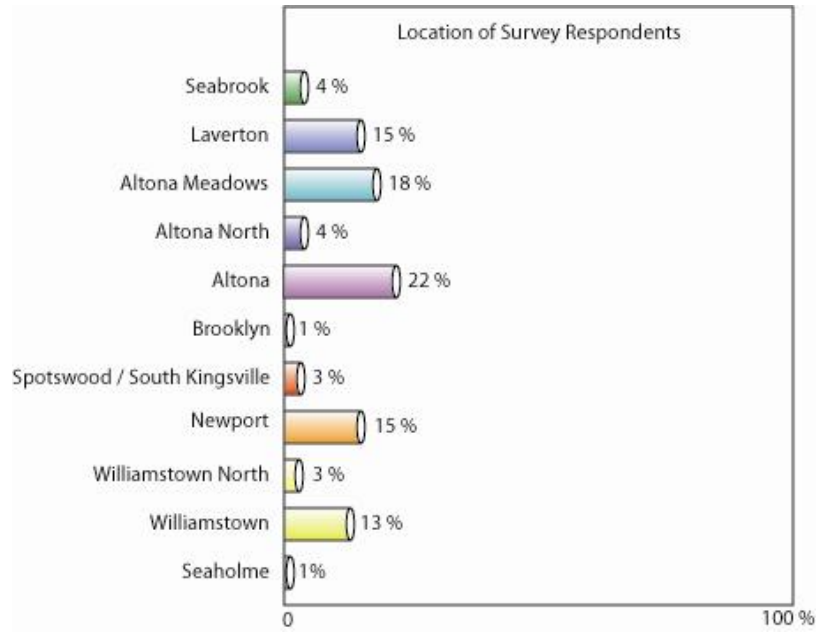 Location of Survey Respondents
Seabrook 4 %
Laverton 15 %
Altona Meadows 18 %
Altona North 4 %
Altona 22 %
Brooklyn 1 %
Spotswood / South Kingsville 3 %
Newport 15 %
Williamstown North 3 %
Williamstown 13 %
Seaholme 1%
0 100 %